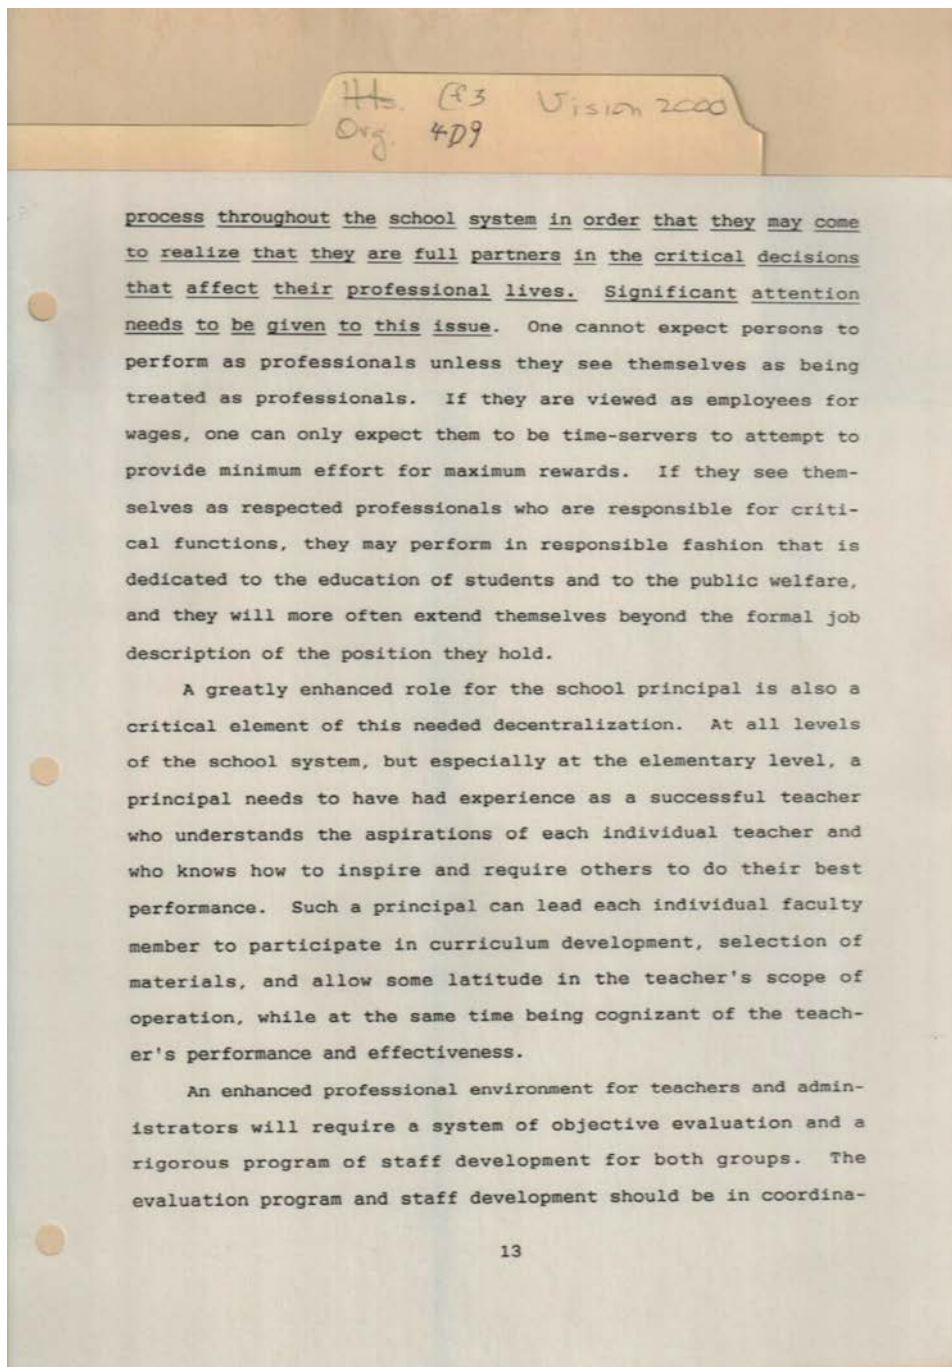 Hts. Cf3 Vision 2000
Org. 4D9
process throughout the school system in order that they may come
to realize that they are full partners in the critical decisions
that affect their professional lives. Significant attention
needs to be given to this issue. One cannot expect persons to
perform as professionals unless they see themselves as being
treated as professionals. If they are viewed as employees for
wages, one can only expect them to be time-servers to attempt to
provide minimum effort for maximum rewards. If they see them-
selves as respected professionals who are responsible for criti-
cal functions, they may perform in responsible fashion that is
dedicated to the education of students and to the public welfare,
and they will more often extend themselves beyond the formal job
description of the position they hold.
A greatly enhanced role for the school principal is also a
critical element of this needed decentralization. At all levels
of the school system, but especially at the elementary level, a
principal needs to have had experience as a successful teacher
who understands the aspirations of each individual teacher and
who knows how to inspire and require others to do their best
performance. Such a principal can lead each individual faculty
member to participate in curriculum development, selection of
materials, and allow some latitude in the teacher's scope of
operation, while at the same time being cognizant of the teach-
er's performance and effectiveness.
An enhanced professional environment for teachers and admin-
istrators will require a system of objective evaluation and a
rigorous program of staff development for both groups. The
evaluation program and staff development should be in coordina-
13